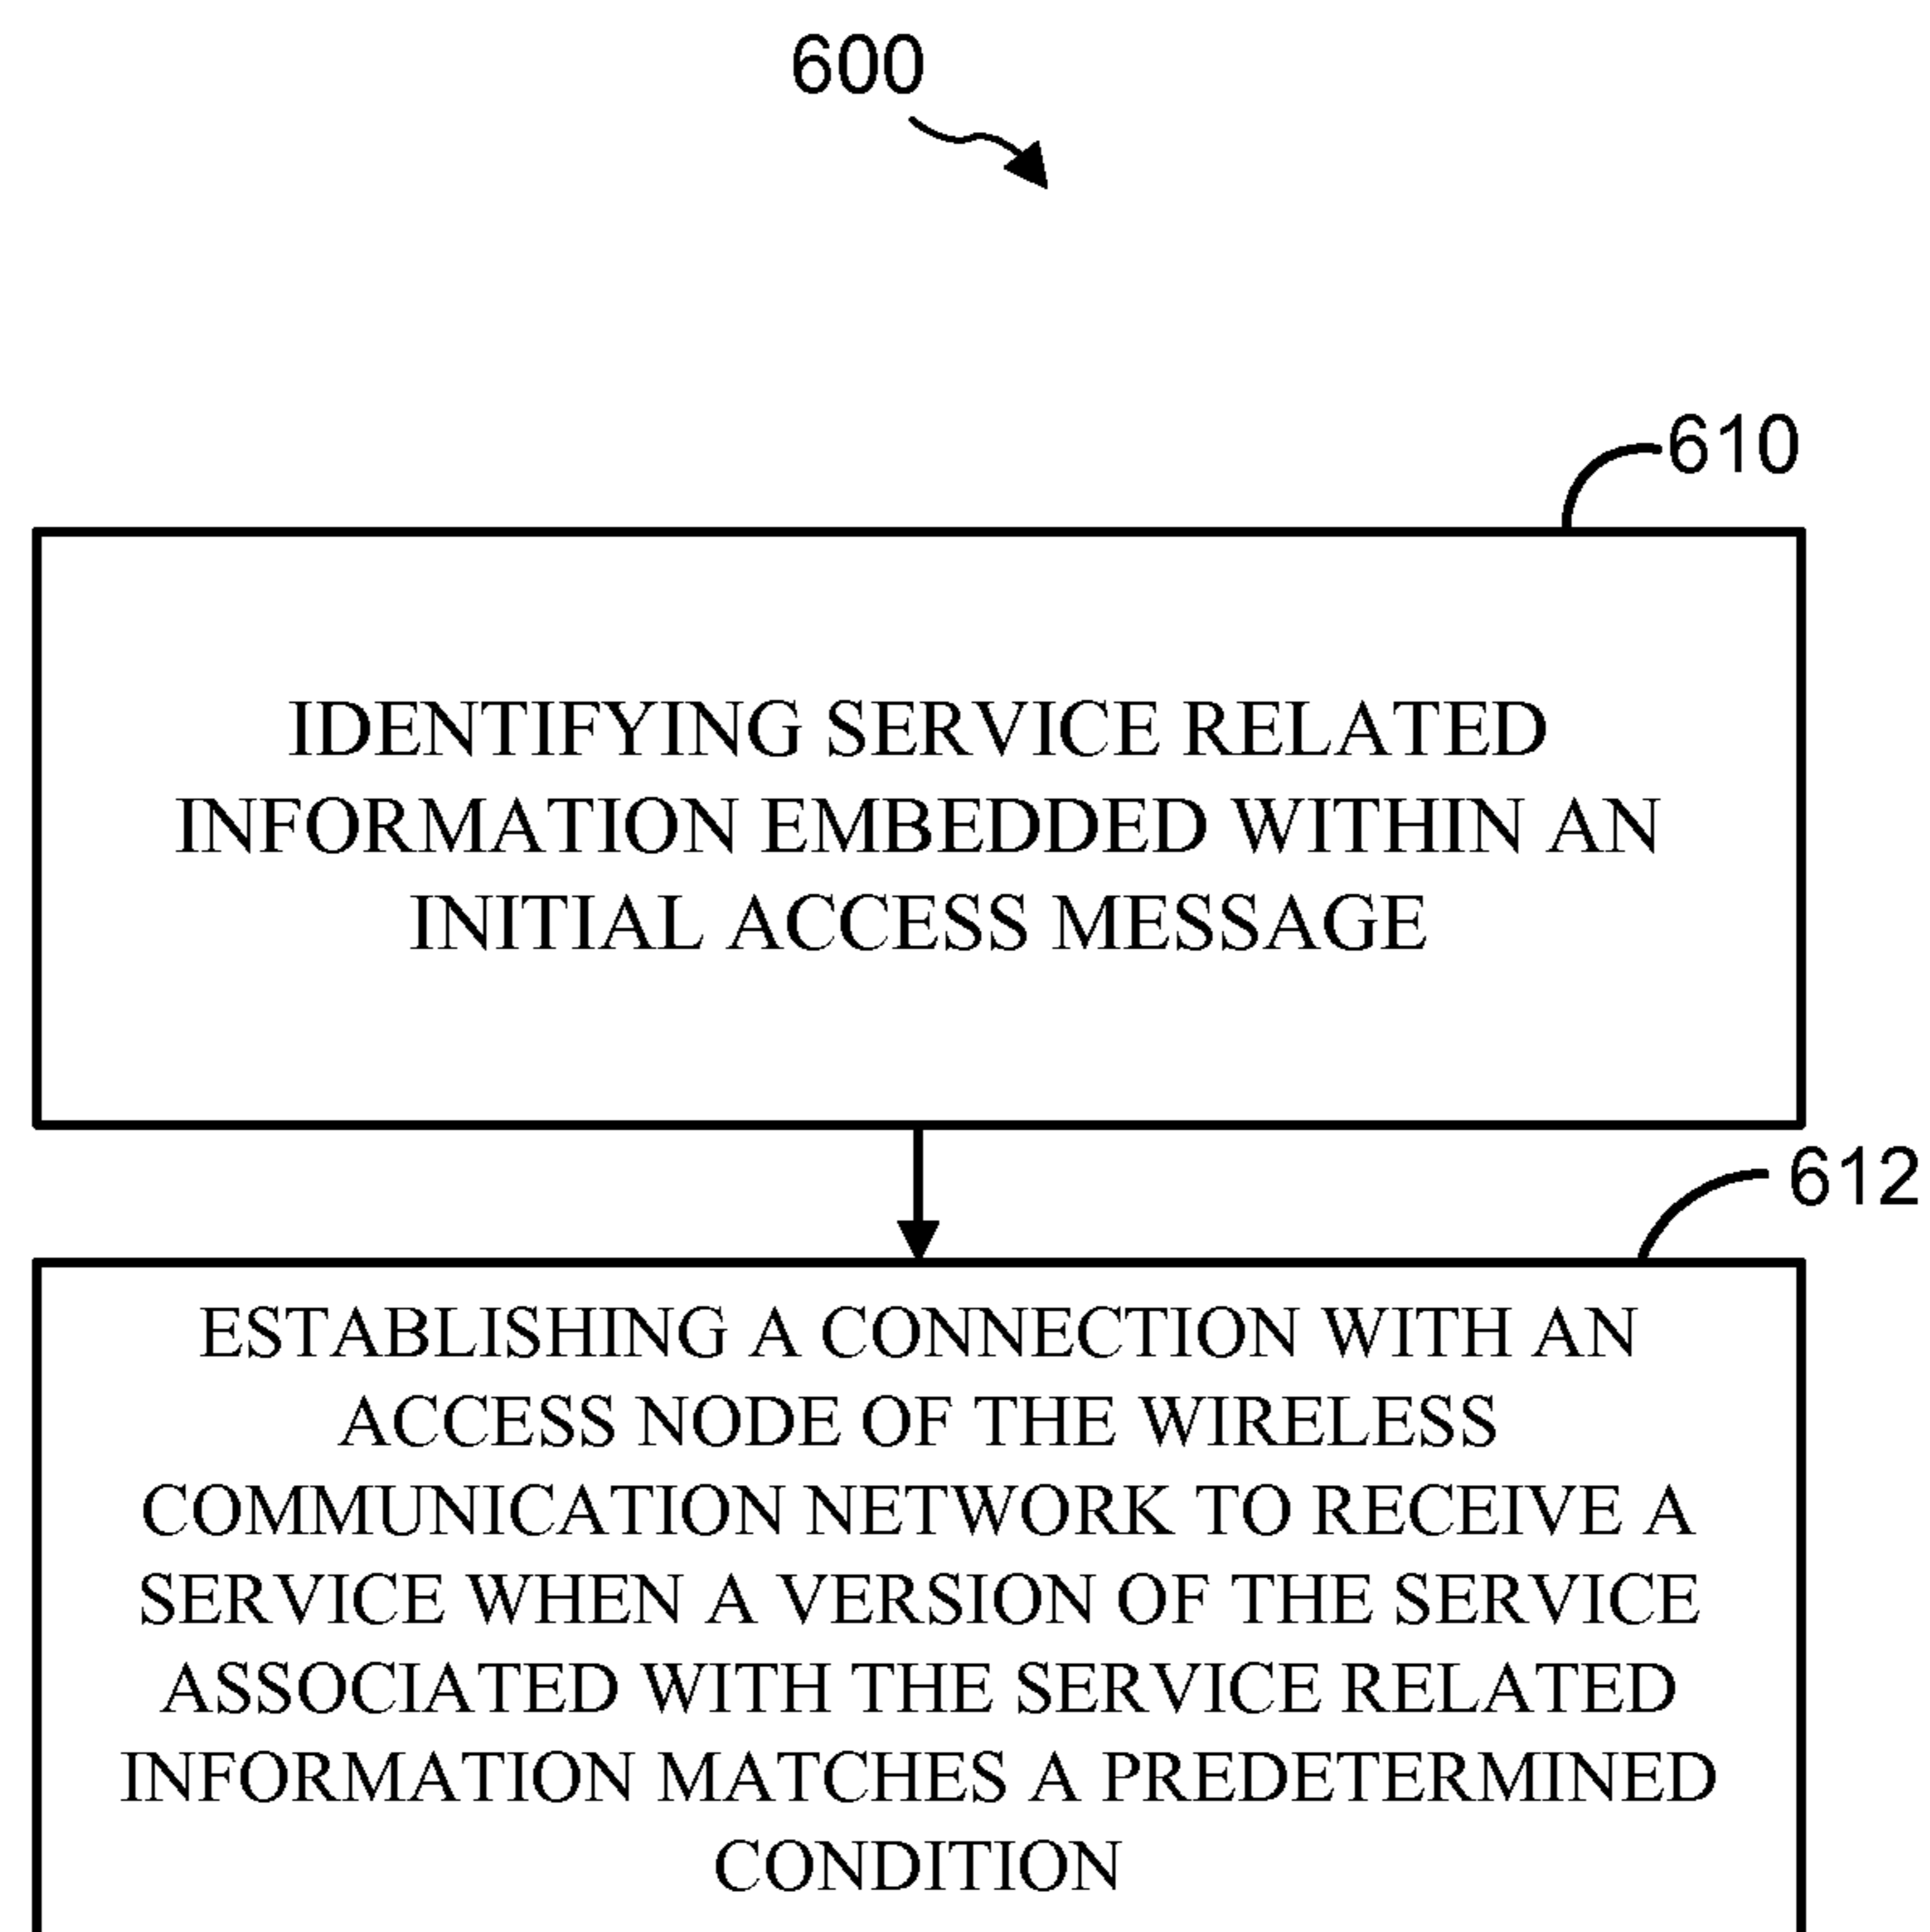 600
610
IDENTIFYING SERVICE RELATED
INFORMATION EMBEDDED WITHIN AN
INITIAL ACCESS MESSAGE
612
ESTABLISHING A CONNECTION WITH AN
ACCESS NODE OF THE WIRELESS
COMMUNICATION NETWORK TO RECEIVE A
SERVICE WHEN A VERSION OF THE SERVICE
ASSOCIATED WITH THE SERVICE RELATED
INFORMATION MATCHES A PREDETERMINED
CONDITION